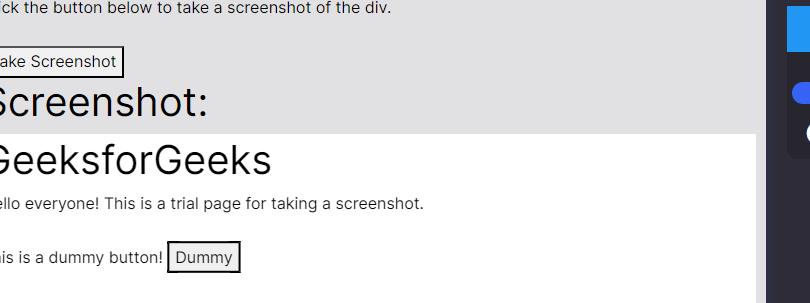 ick the button below to take a screenshot of the div.
ake Screenshot
Screenshot:
GeeksforGeeks
ello everyone! This is a trial page for taking a screenshot.
is is a dummy button! Dummy